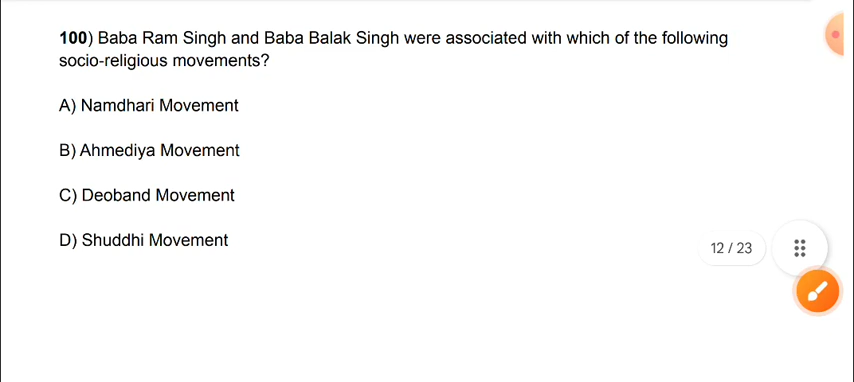 100) Baba Ram Singh and Baba Balak Singh were associated with which of the following
socio-religious movements?
A) Namdhari Movement
B) Ahmediya Movement
C) Deoband Movement
D) Shuddhi Movement
12 / 23